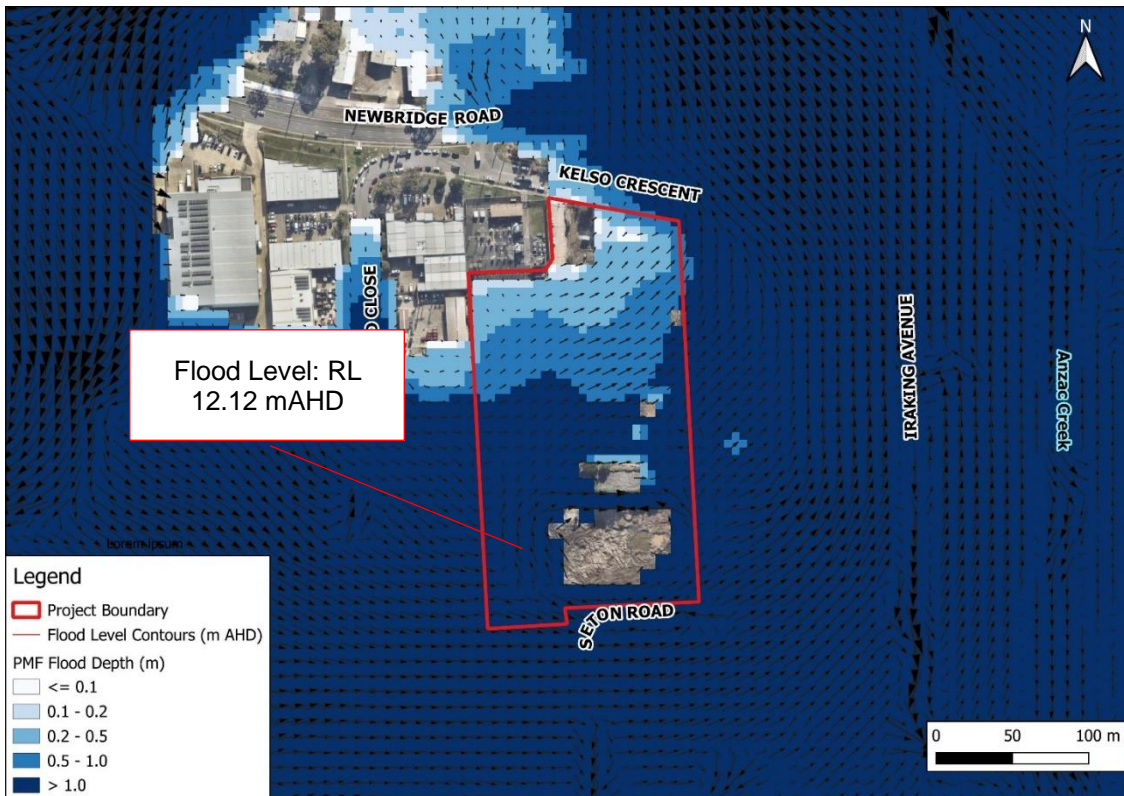 N
NEWBRIDGE ROAD
KELSO CRESCENT
CLOSE
IRAKING AVENUE
Anzac Creek
Flood Level: RL
12.12 mAHD
Lorem ipsum
SETON ROAD
Legend
Project Boundary
Flood Level Contours (m AHD)
PMF Flood Depth (m)
<= 0.1
0.1 - 0.2
0.2 - 0.5
0.5 - 1.0
> 1.0
0 50 100 m